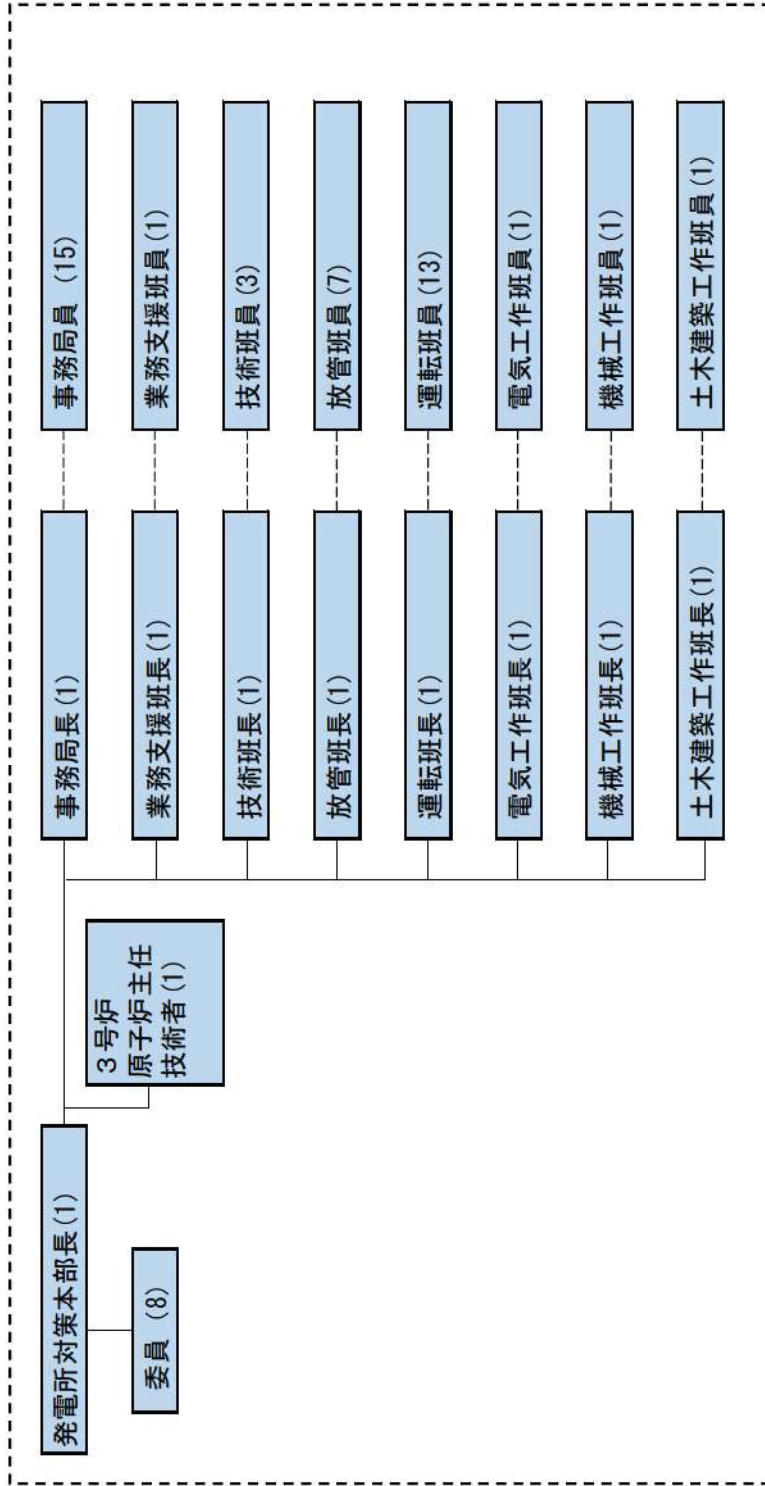 発電所対策本部長(1)
委員 (8)
３号炉
原子炉主任
技術者(1)
事務局長(1)
事務局員 (15)
業務支援班長(1)
業務支援班員(1)
技術班長(1)
技術班員(3)
放管班長(1)
放管班員(7)
運転班長(1)
運転班員(13)
電気工作班長(1)
電気工作班員(1)
機械工作班長(1)
機械工作班員(1)
土木建築工作班長(1)
土木建築工作班員(1)